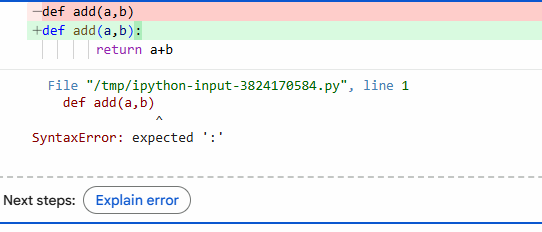 −def add(a,b)
+def add(a,b):
return a+b
File "/tmp/ipython-input-3824170584.py", line 1
def add(a,b)
^
SyntaxError: expected ':'
Next steps: Explain error